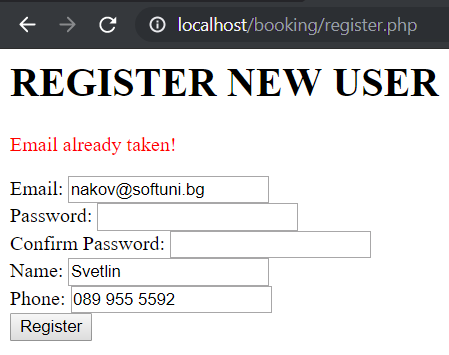 localhost/booking/register.php
REGISTER NEW USER
Email already taken!
Email: nakov@softuni.bg
Password:
Confirm Password:
Name: Svetlin
Phone: 089 955 5592
Register